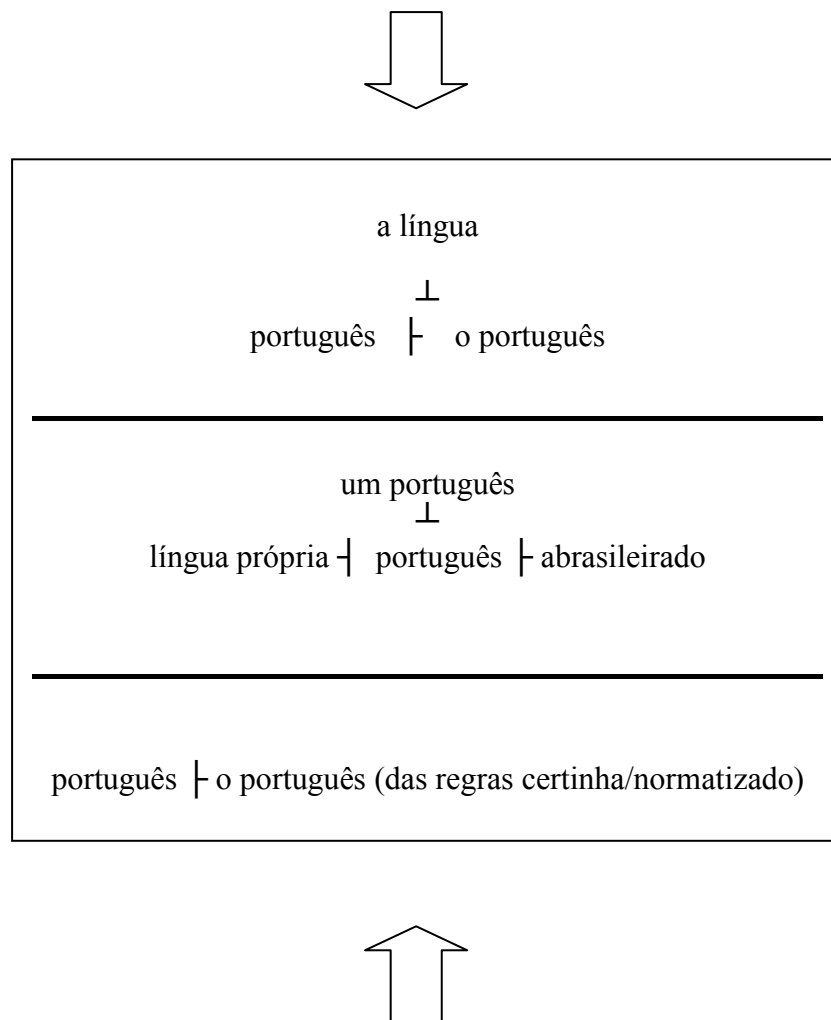 a língua
┴
português ├ o português
um português
┴
língua própria ┤ português ├ abrasileirado
português ├ o português (das regras certinha/normatizado)